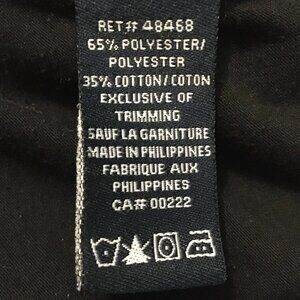 RET# 48468
65% POLYESTER/
POLYESTER
35% COTTON/COTON
EXCLUSIVE OF
TRIMMING
SAUF LA GARNITURE
MADE IN PHILIPPINES
FABRIQUE AUX
PHILIPPINES
CA# 00222